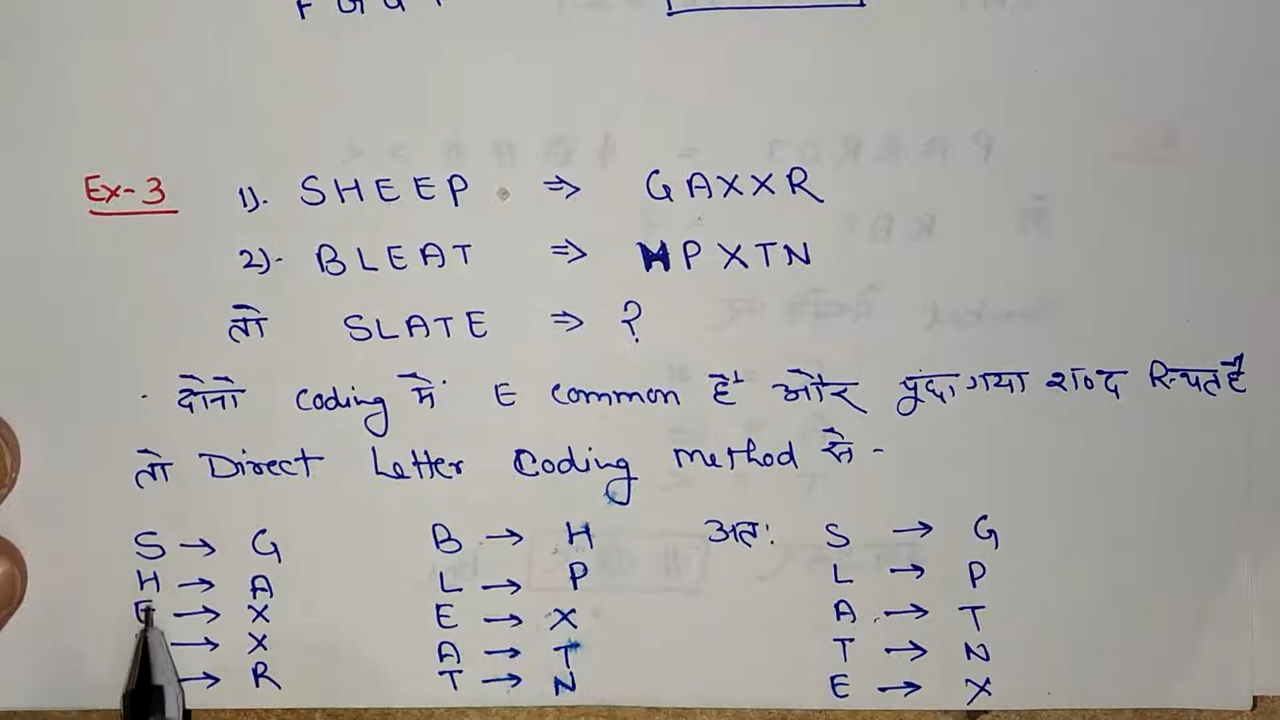 Ex-3 1). SHEEP ⇒ GAXXR
2). BLEAT ⇒ HPXTN
तो SLATE ⇒ ?
दोनो coding में E common है और पूंछा गया शब्द
तो Direct Letter Coding method से -
S → G B → H अतः S → G
H → A L → P L → P
E → X E → X A → T
→ X A → T T → N
→ R T → N E → X